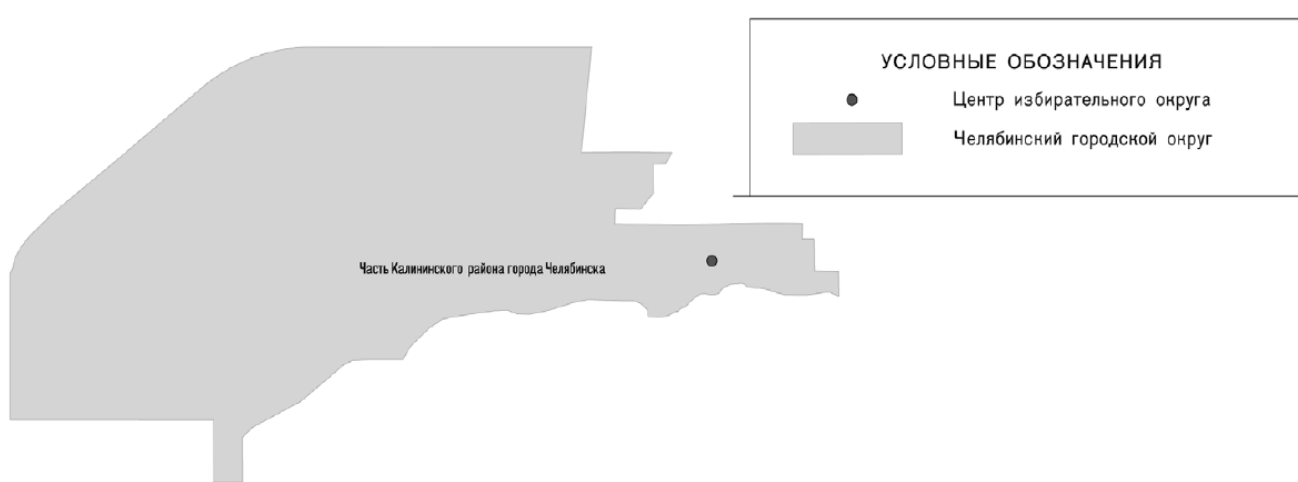 УСЛОВНЫЕ ОБОЗНАЧЕНИЯ
Центр избирательного округа
Челябинский городской округ
Часть Калининского района города Челябинска